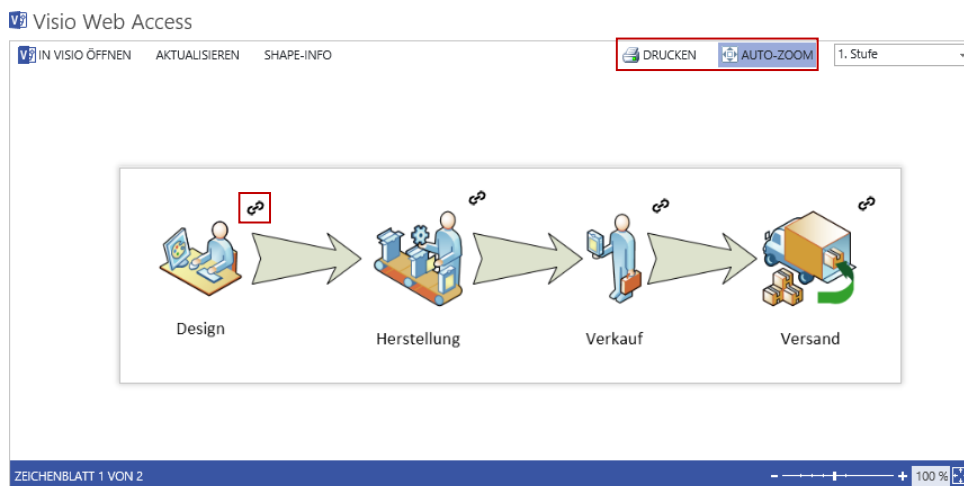 Visio Web Access
IN VISIO ÖFFNEN AKTUALISIEREN SHAPE-INFO DRUCKEN AUTO-ZOOM 1. Stufe
Design
Herstellung
Verkauf
Versand
ZEICHENBLATT 1 VON 2 100 %